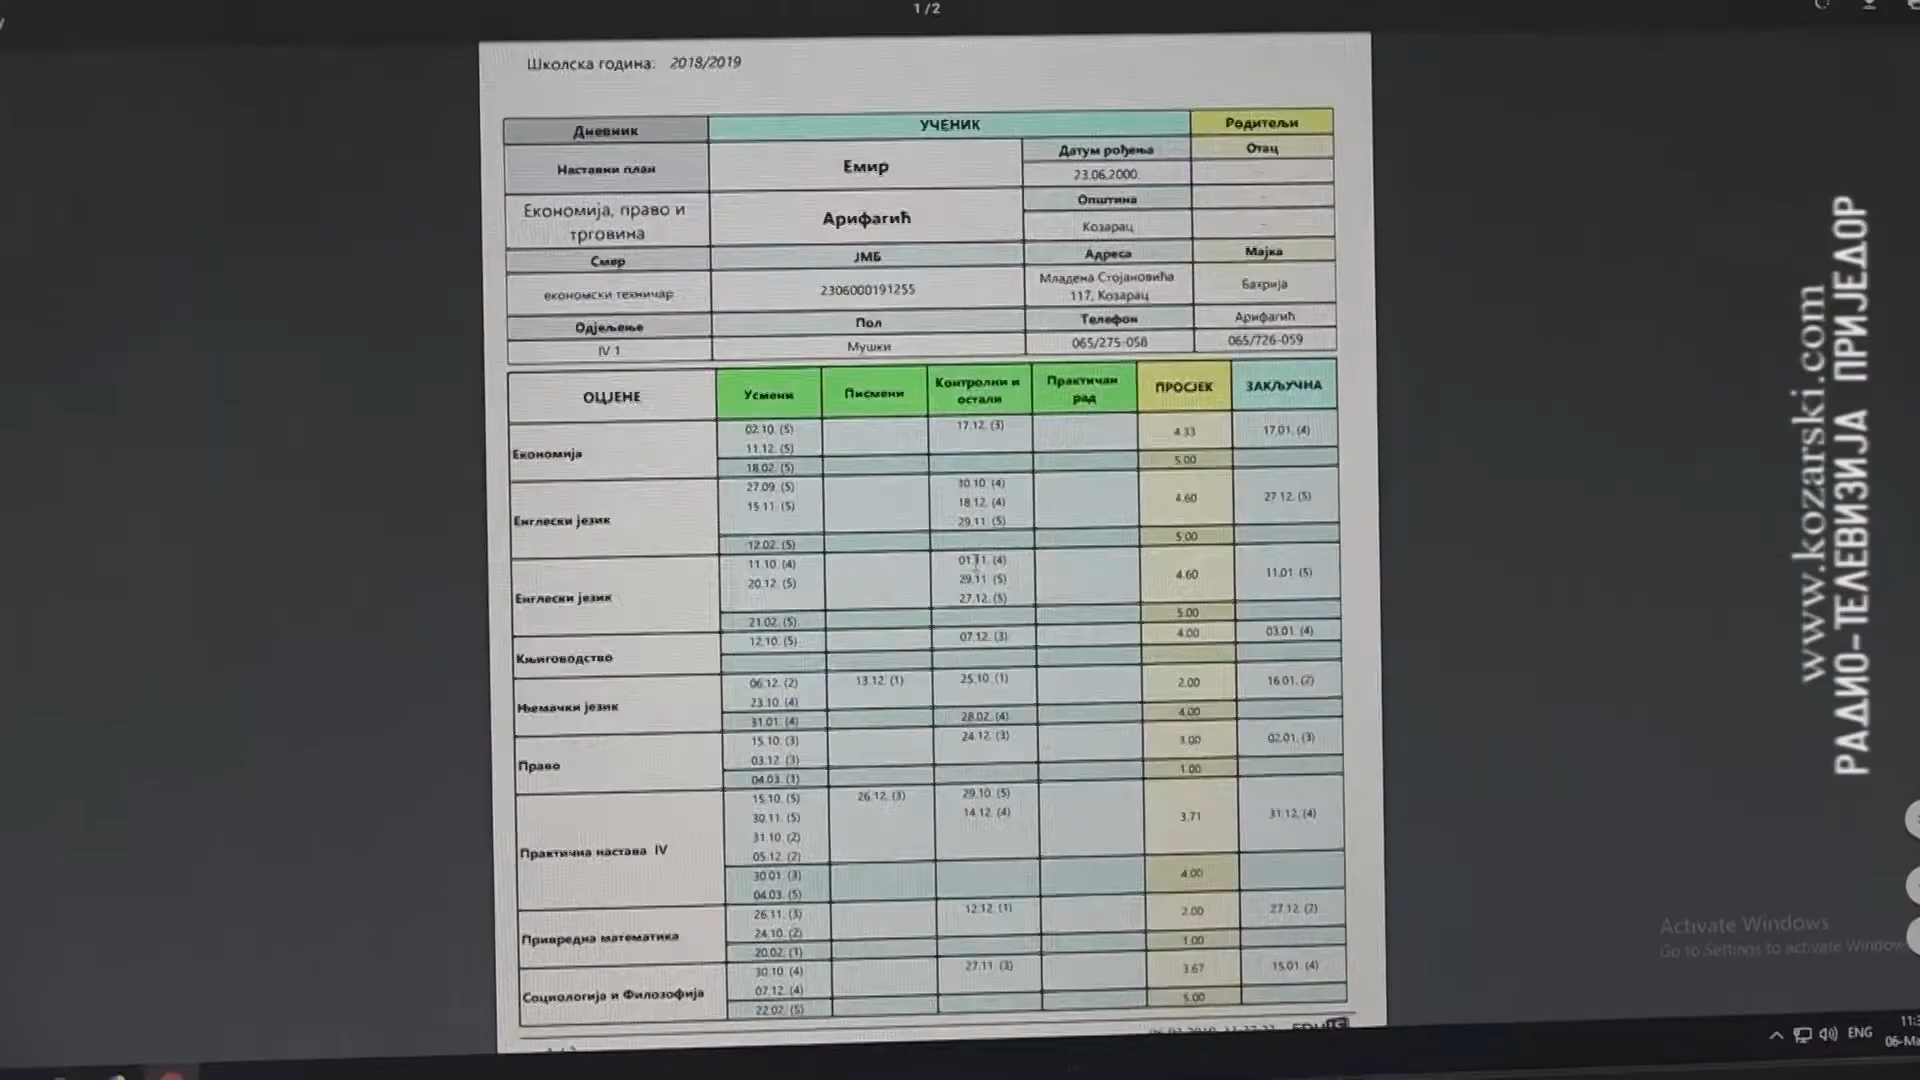 1/2
Школска година: 2018/2019
Дневник УЧЕНИК Родитељи
Наставни план Емир Датум рођења Отац
23.06.2000.
Економија, право и трговина Арифагић Општина
Козарац
Смер ЈМБ Адреса Мајка
економски техничар 2306000191255 Младена Стојановића 117, Козарац Бахрија
Одјељење Пол Телефон Арифагић
IV 1 Мушки 065/275-058 065/726-059
ОЦЈЕНЕ Усмени Писмени Контролни и остали Практичан рад ПРОСЈЕК ЗАКЉУЧНА
Економија 02.10. (5) 17.12. (3) 4.33 17.01. (4)
11.12. (5)
18.02. (5) 5.00
Енглески језик 27.09. (5) 30.10. (4) 4.60 27.12. (5)
15.11. (5) 18.12. (4)
29.11. (5)
12.02. (5) 5.00
Енглески језик 11.10. (4) 01.11. (4) 4.60 11.01. (5)
20.12. (5) 29.11. (5)
27.12. (5)
21.02. (5) 5.00
Књиговодство 12.10. (5) 07.12. (3) 4.00 03.01. (4)
Њемачки језик 06.12. (2) 13.12. (1) 25.10. (1) 2.00 16.01. (2)
23.10. (4)
31.01. (4) 28.02. (4) 4.00
Право 15.10. (3) 24.12. (3) 3.00 02.01. (3)
03.12. (3)
04.03. (1) 1.00
Практична настава IV 15.10. (5) 26.12. (3) 29.10. (5) 3.71 31.12. (4)
30.11. (5) 14.12. (4)
31.10. (2)
05.12. (2)
30.01. (3) 4.00
04.03. (5)
Привредна математика 26.11. (3) 12.12. (1) 2.00 27.12. (2)
24.10. (2)
20.02. (1) 1.00
Социологија и Филозофија 30.10. (4) 27.11. (3) 3.67 15.01. (4)
07.12. (4)
22.02. (5) 5.00
www.kozarski.com
РАДИО-ТЕЛЕВИЗИЈА ПРИЈЕДОР
Activate Windows
Go to Settings to activate Window
ENG